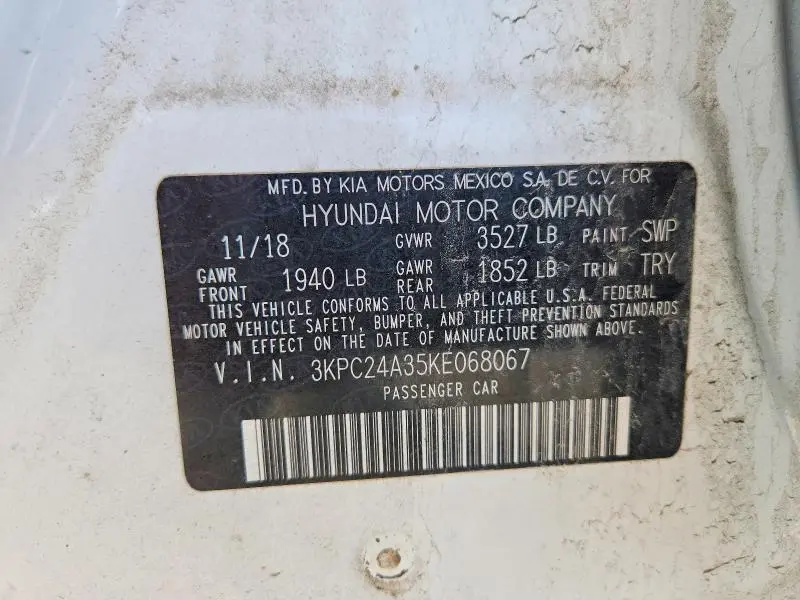 MFD. BY KIA MOTORS MEXICO S.A. DE C.V. FOR
HYUNDAI MOTOR COMPANY
11/18 GVWR 3527 LB PAINT SWP
GAWR FRONT 1940 LB GAWR REAR 1852 LB TRIM TRY
THIS VEHICLE CONFORMS TO ALL APPLICABLE U.S.A. FEDERAL
MOTOR VEHICLE SAFETY, BUMPER, AND THEFT PREVENTION STANDARDS
IN EFFECT ON THE DATE OF MANUFACTURE SHOWN ABOVE.
V.I.N. 3KPC24A35KE068067
PASSENGER CAR